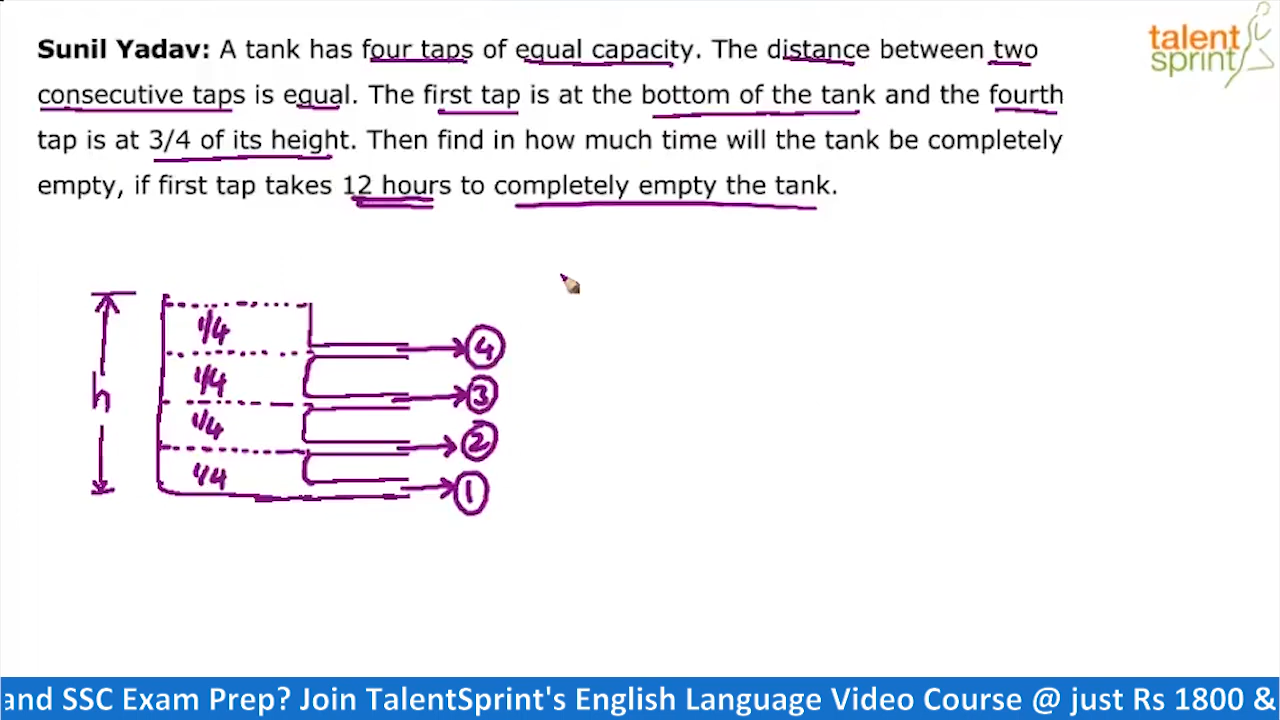 Sunil Yadav: A tank has four taps of equal capacity. The distance between two
consecutive taps is equal. The first tap is at the bottom of the tank and the fourth
tap is at 3/4 of its height. Then find in how much time will the tank be completely
empty, if first tap takes 12 hours to completely empty the tank.
talent
sprint
h
1/4
4
1/4
3
1/4
2
1/4
1
and SSC Exam Prep? Join TalentSprint's English Language Video Course @ just Rs 1800 &